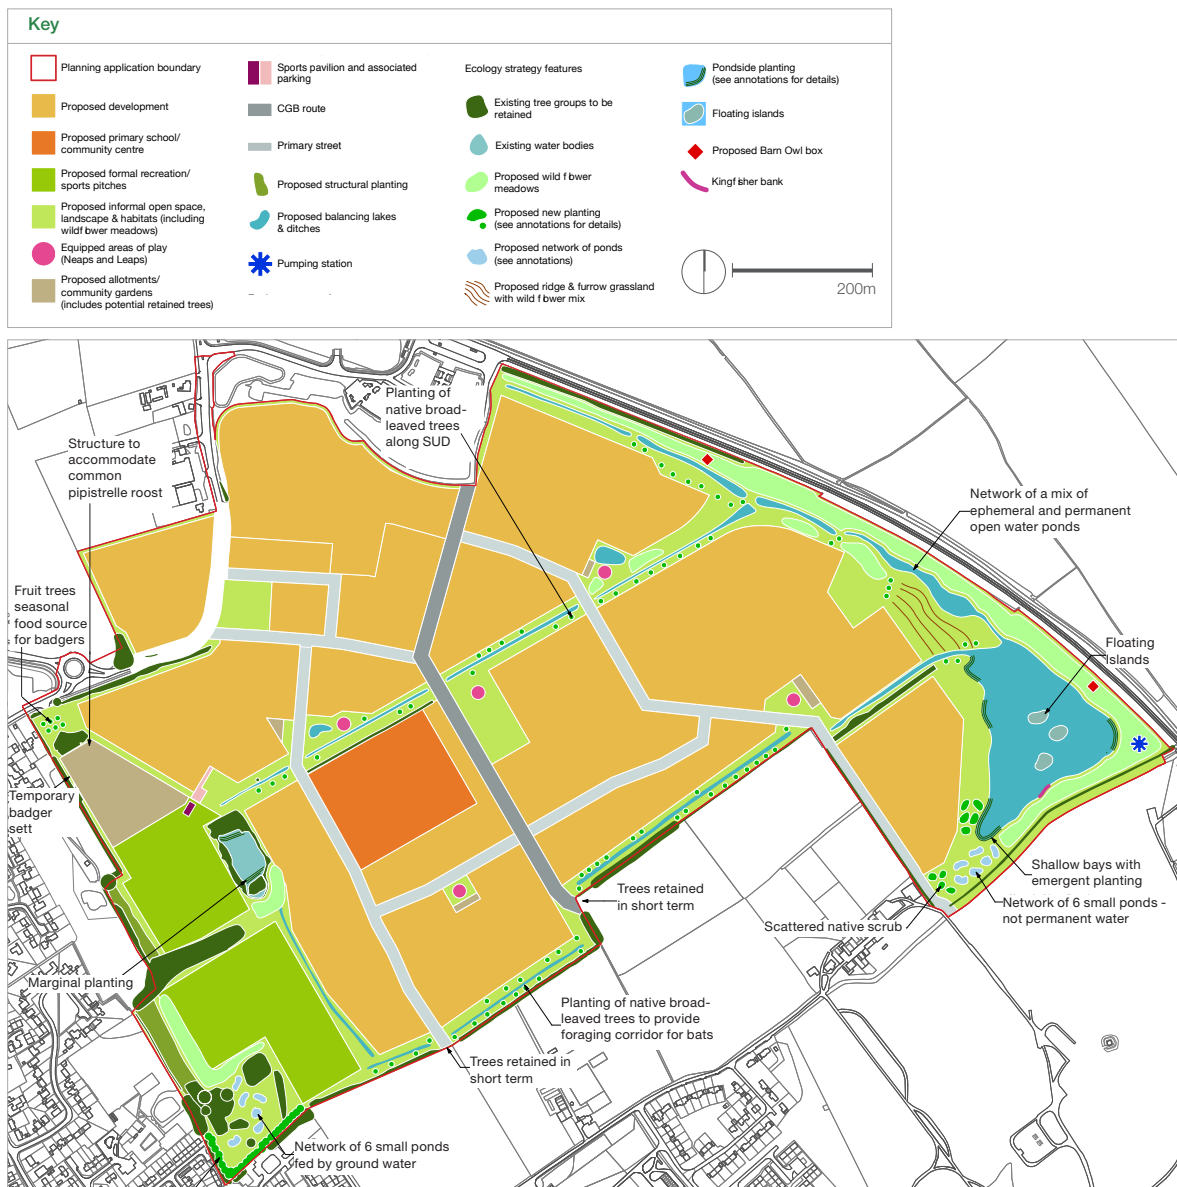 Key
Planning application boundary
Proposed development
Proposed primary school/
community centre
Proposed formal recreation/
sports pitches
Proposed informal open space,
landscape & habitats (including
wildflower meadows)
Equipped areas of play
(Neaps and Leaps)
Proposed allotments/
community gardens
(includes potential retained trees)
Sports pavilion and associated
parking
CGB route
Primary street
Proposed structural planting
Proposed balancing lakes
& ditches
Pumping station
Ecology strategy features
Existing tree groups to be
retained
Existing water bodies
Proposed wild flower
meadows
Proposed new planting
(see annotations for details)
Proposed network of ponds
(see annotations)
Proposed ridge & furrow grassland
with wild flower mix
Pondside planting
(see annotations for details)
Floating islands
Proposed Barn Owl box
Kingfisher bank
200m
Planting of
native broad-
leaved trees
along SUD
Structure to
accommodate
common
pipistrelle roost
Network of a mix of
ephemeral and permanent
open water ponds
Fruit trees
seasonal
food source
for badgers
Floating
Islands
Temporary
badger
sett
Shallow bays with
emergent planting
Trees retained
in short term
Network of 6 small ponds -
not permanent water
Scattered native scrub
Marginal planting
Planting of native broad-
leaved trees to provide
foraging corridor for bats
Trees retained in
short term
Network of 6 small ponds
fed by ground water